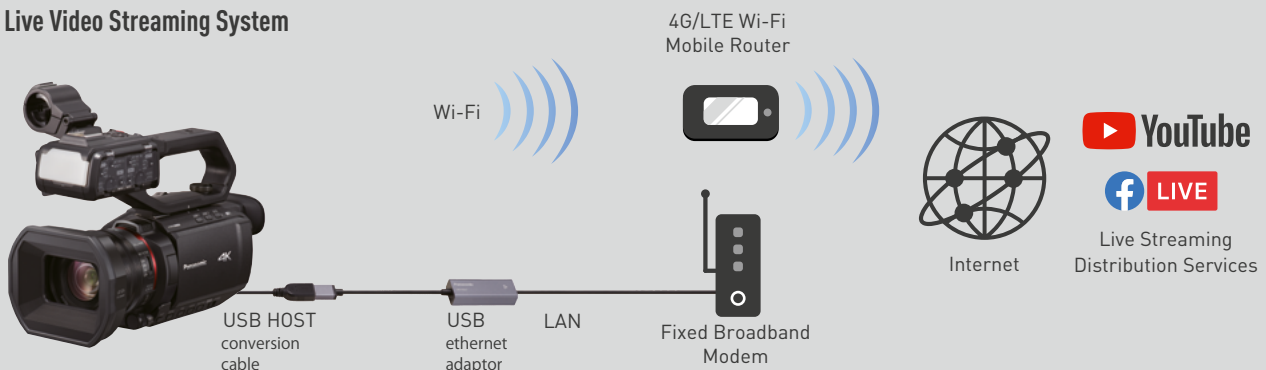 Live Video Streaming System
4G/LTE Wi-Fi
Mobile Router
Wi-Fi
YouTube
LIVE
Panasonic
4K
Internet
Live Streaming
Distribution Services
USB HOST
conversion
cable
USB
ethernet
adaptor
LAN
Fixed Broadband
Modem